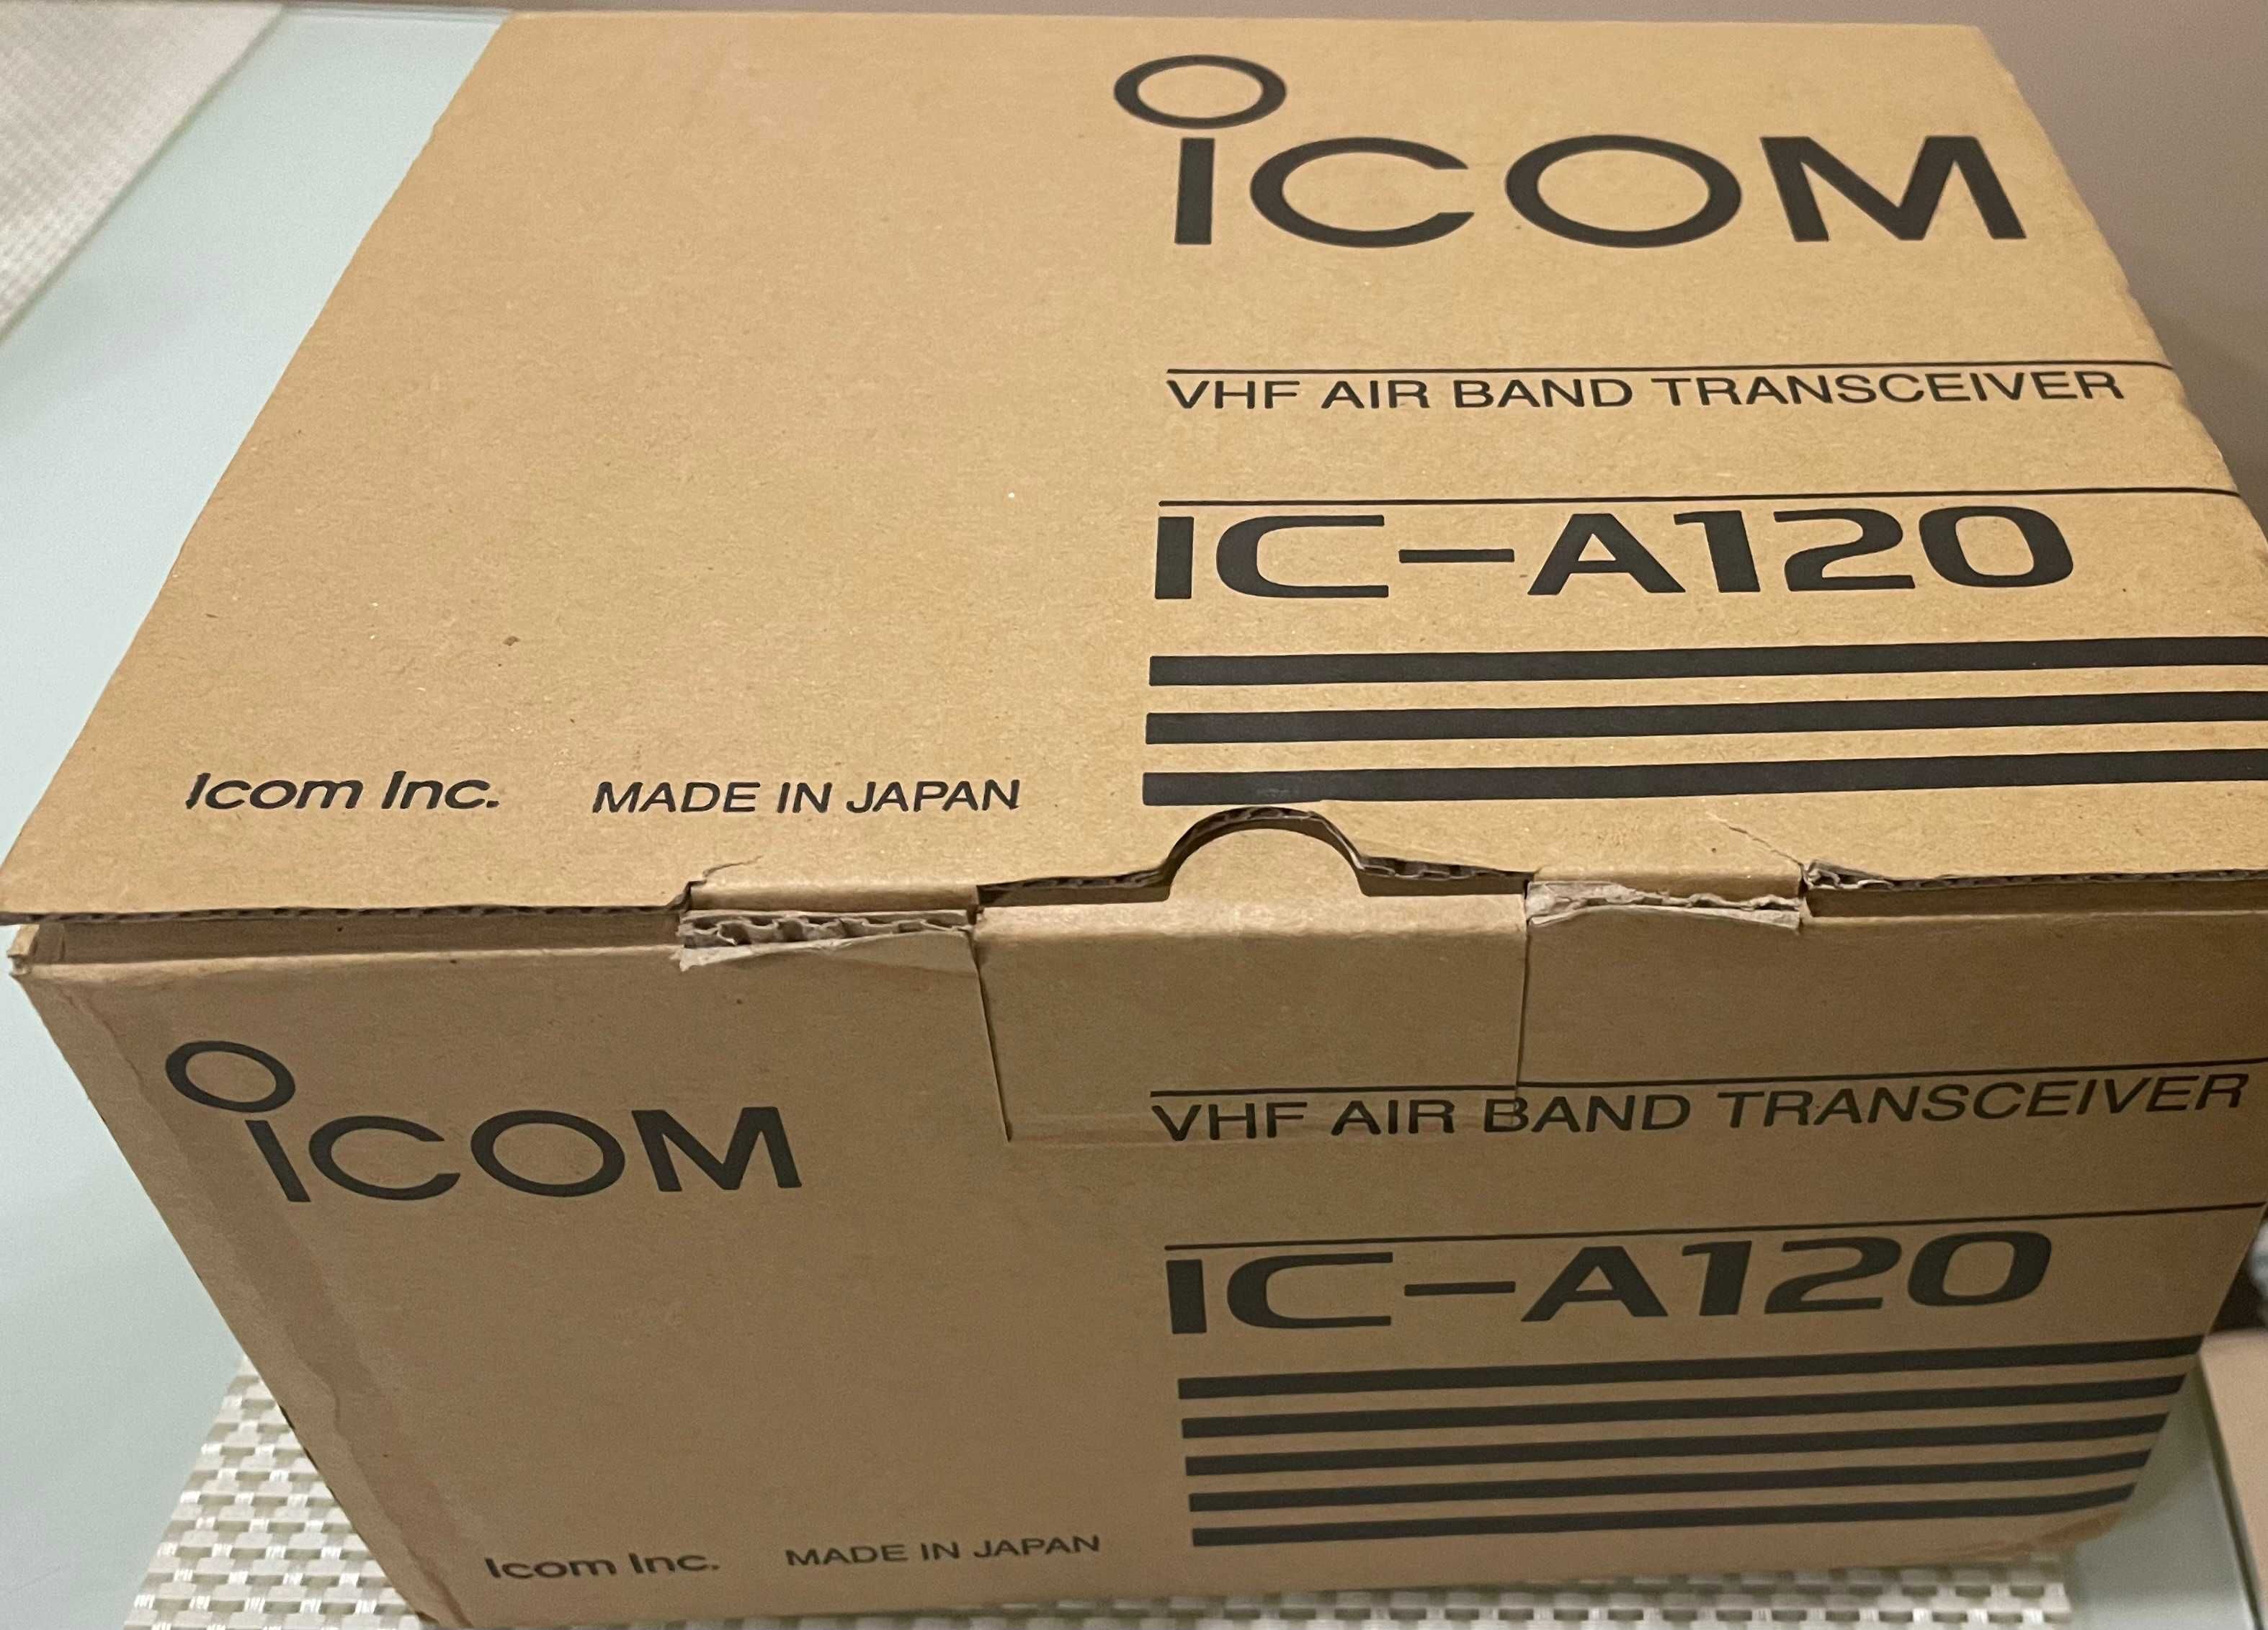 ICOM
VHF AIR BAND TRANSCEIVER
IC-A120
Icom Inc. MADE IN JAPAN
ICOM
VHF AIR BAND TRANSCEIVER
IC-A120
Icom Inc. MADE IN JAPAN